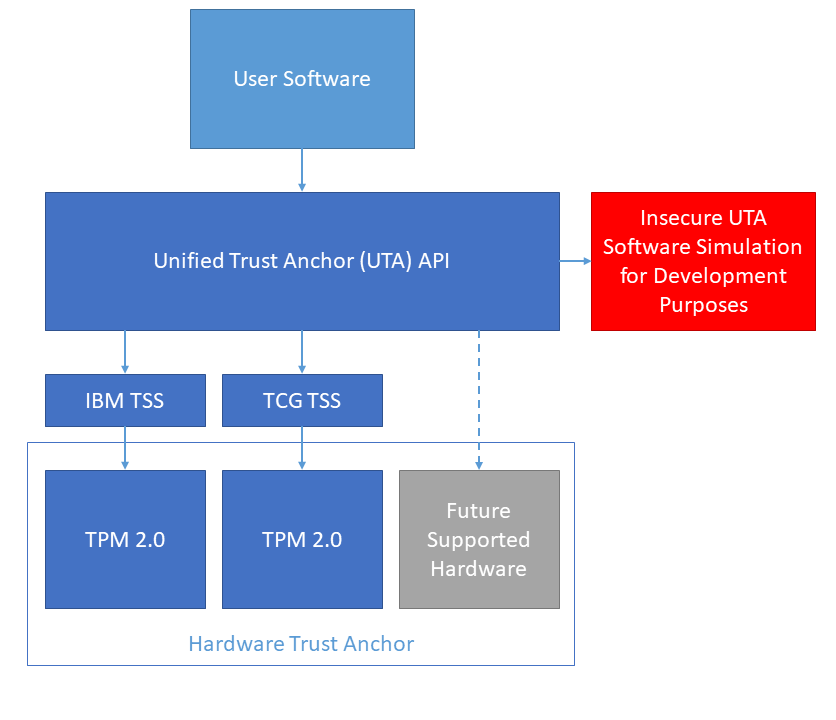 User Software
Unified Trust Anchor (UTA) API
Insecure UTA
Software Simulation
for Development
Purposes
IBM TSS
TCG TSS
TPM 2.0
TPM 2.0
Future
Supported
Hardware
Hardware Trust Anchor